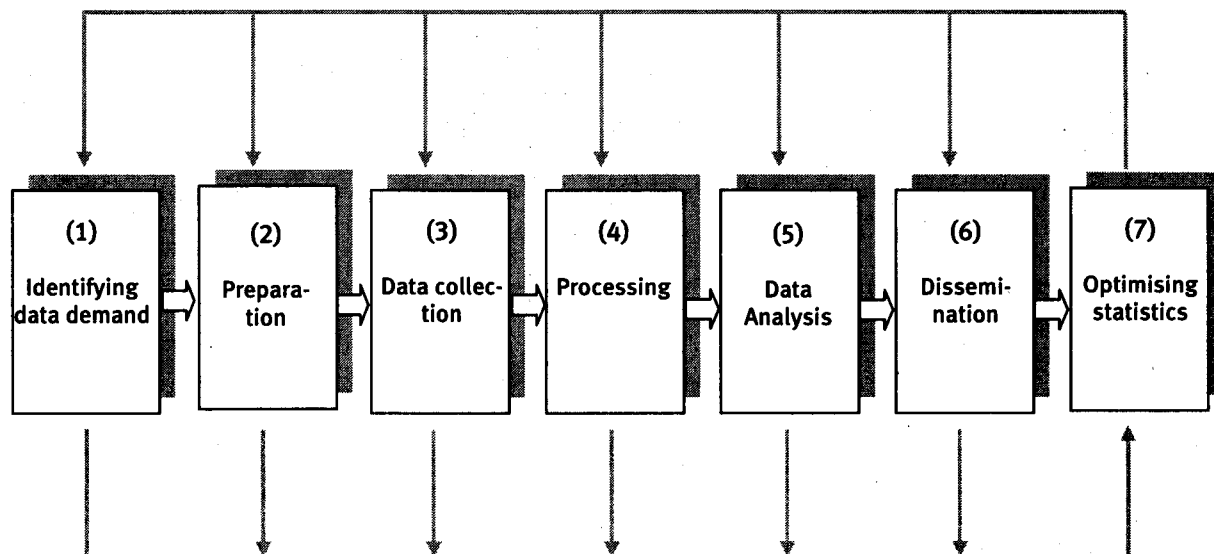 (1)
Identifying
data demand
(2)
Prepara-
tion
(3)
Data collec-
tion
(4)
Processing
(5)
Data
Analysis
(6)
Dissemi-
nation
(7)
Optimising
statistics